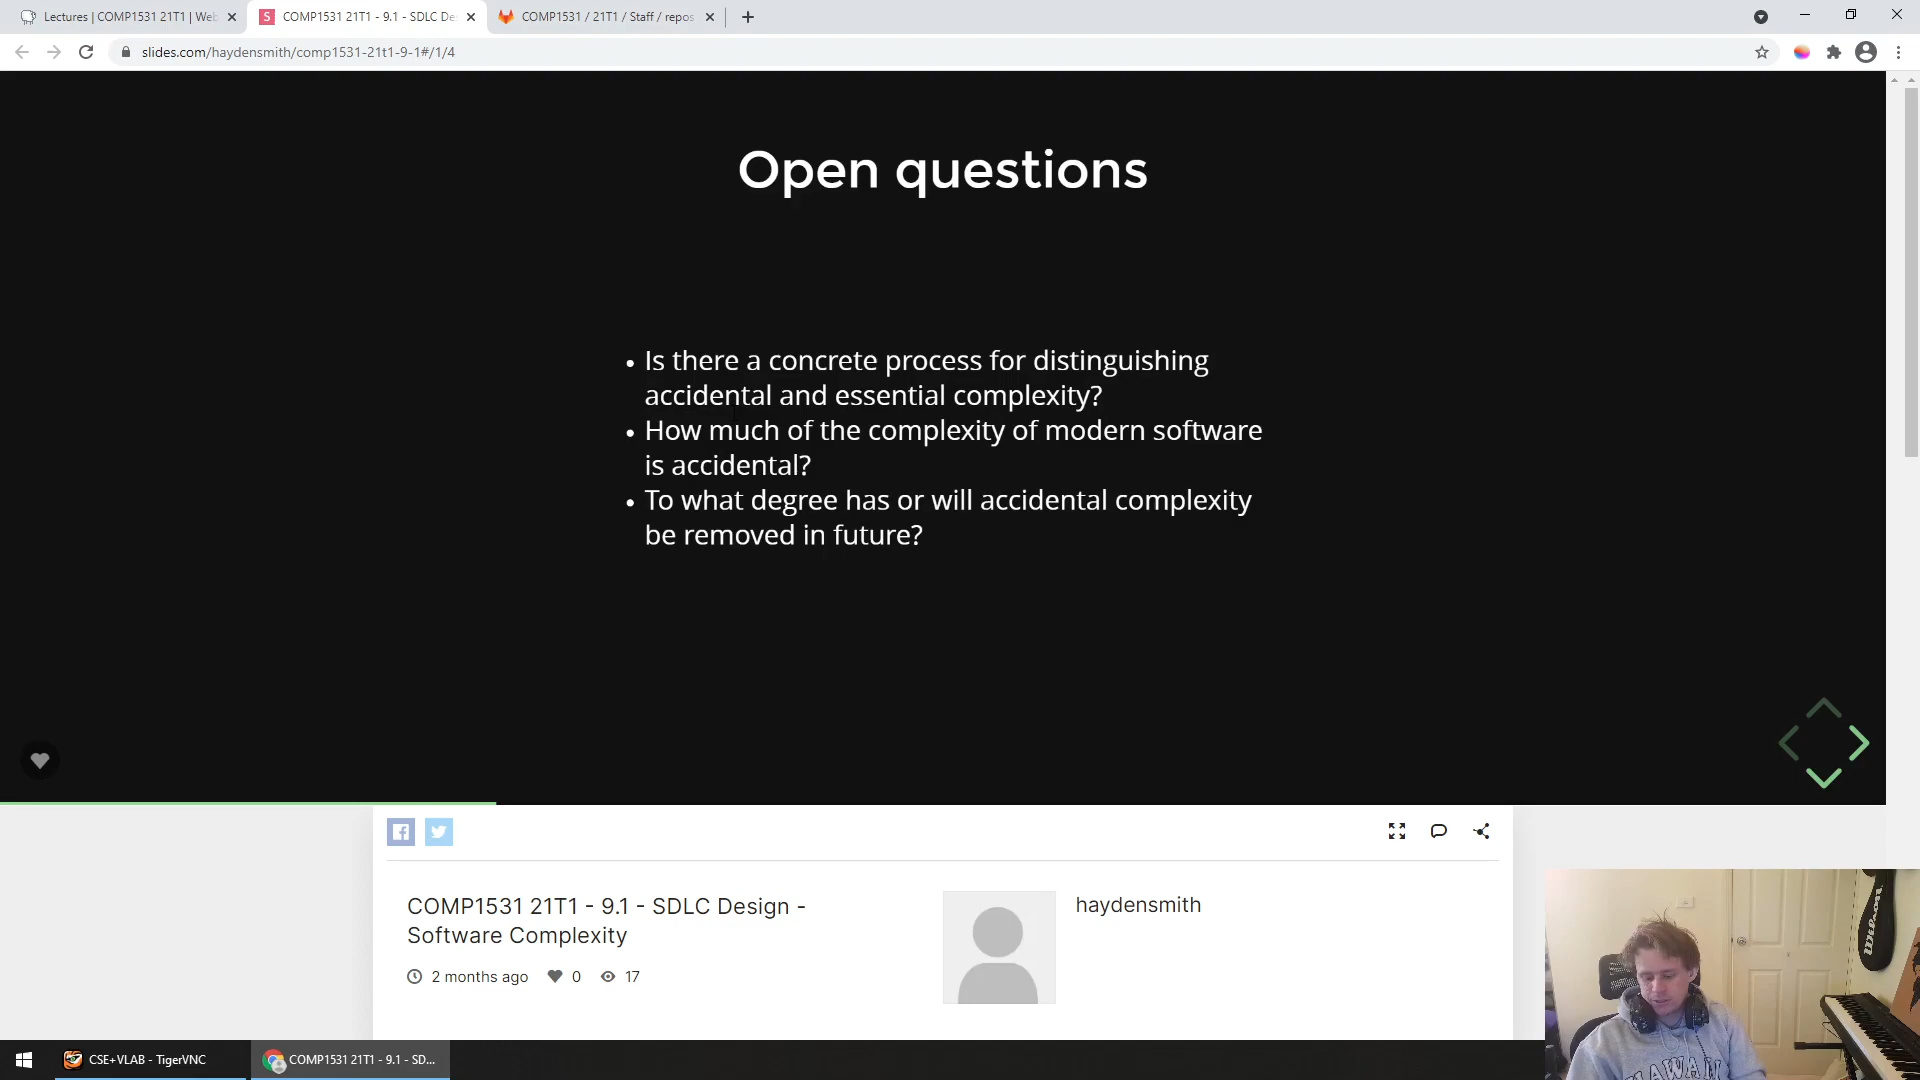 Lectures | COMP1531 21T1 | Web
COMP1531 21T1 - 9.1 - SDLC De
COMP1531 / 21T1 / Staff / repos
slides.com/haydensmith/comp1531-21t1-9-1#/1/4
Open questions
• Is there a concrete process for distinguishing
accidental and essential complexity?
• How much of the complexity of modern software
is accidental?
• To what degree has or will accidental complexity
be removed in future?
COMP1531 21T1 - 9.1 - SDLC Design -
Software Complexity
2 months ago 0 17
haydensmith
CSE+VLAB - TigerVNC
COMP1531 21T1 - 9.1 - SD...
Wilson
HAWAII